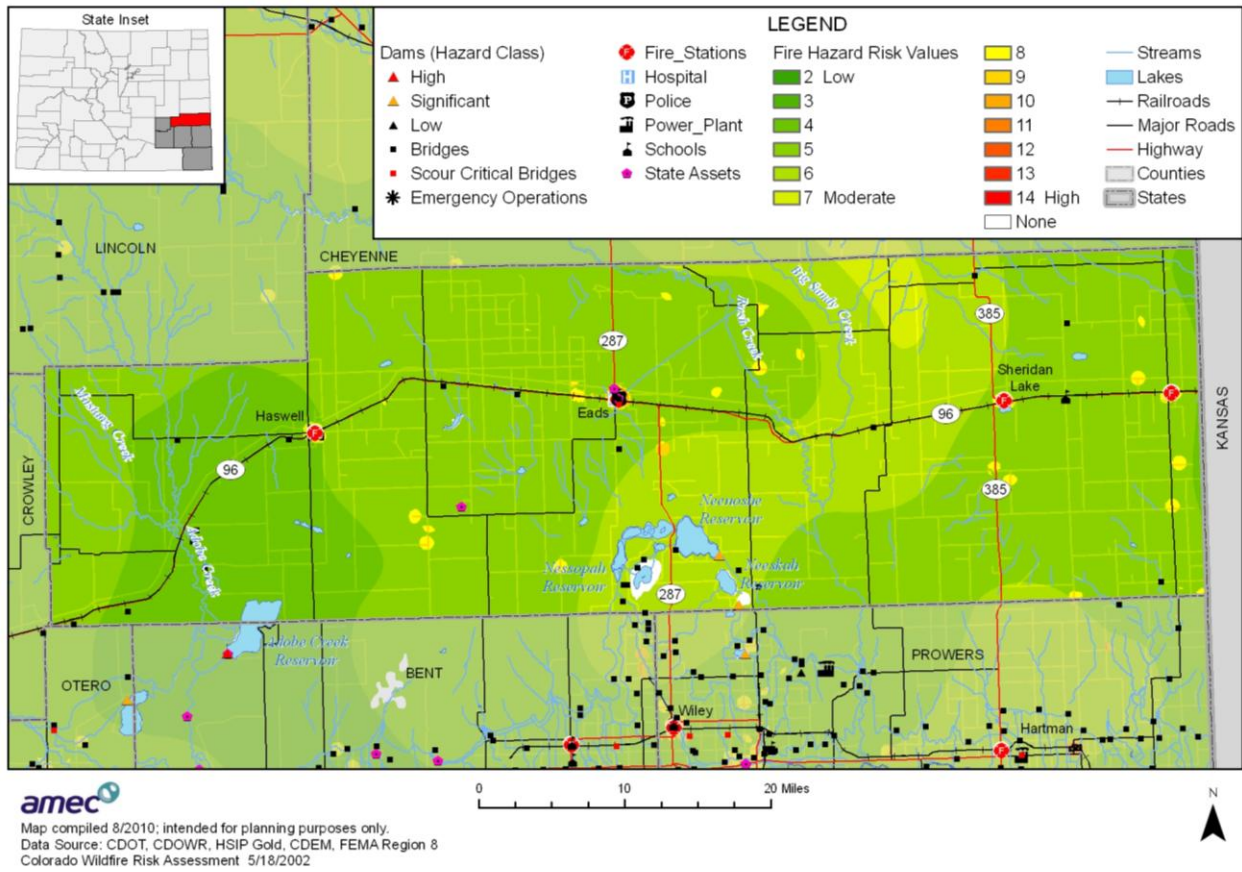 State Inset
LEGEND
Dams (Hazard Class)
High
Significant
Low
Bridges
Scour Critical Bridges
Emergency Operations
Fire_Stations
Hospital
Police
Power_Plant
Schools
State Assets
Fire Hazard Risk Values
2 Low
3
4
5
6
7 Moderate
8
9
10
11
12
13
14 High
None
Streams
Lakes
Railroads
Major Roads
Highway
Counties
States
LINCOLN
CHEYENNE
Big Sandy
Creek
Rush Creek
287
385
Sheridan
Lake
KANSAS
Haswell
Eads
96
Mustang Creek
CROWLEY
96
385
Neenoshe
Reservoir
Adobe Creek
Nessopah
Reservoir
Neeskah
Reservoir
287
Adobe Creek
Reservoir
OTERO
BENT
PROWERS
Wiley
Hartman
amec
0 10 20 Miles
N
Map compiled 8/2010; intended for planning purposes only.
Data Source: CDOT, CDOWR, HSIP Gold, CDEM, FEMA Region 8
Colorado Wildfire Risk Assessment 5/18/2002